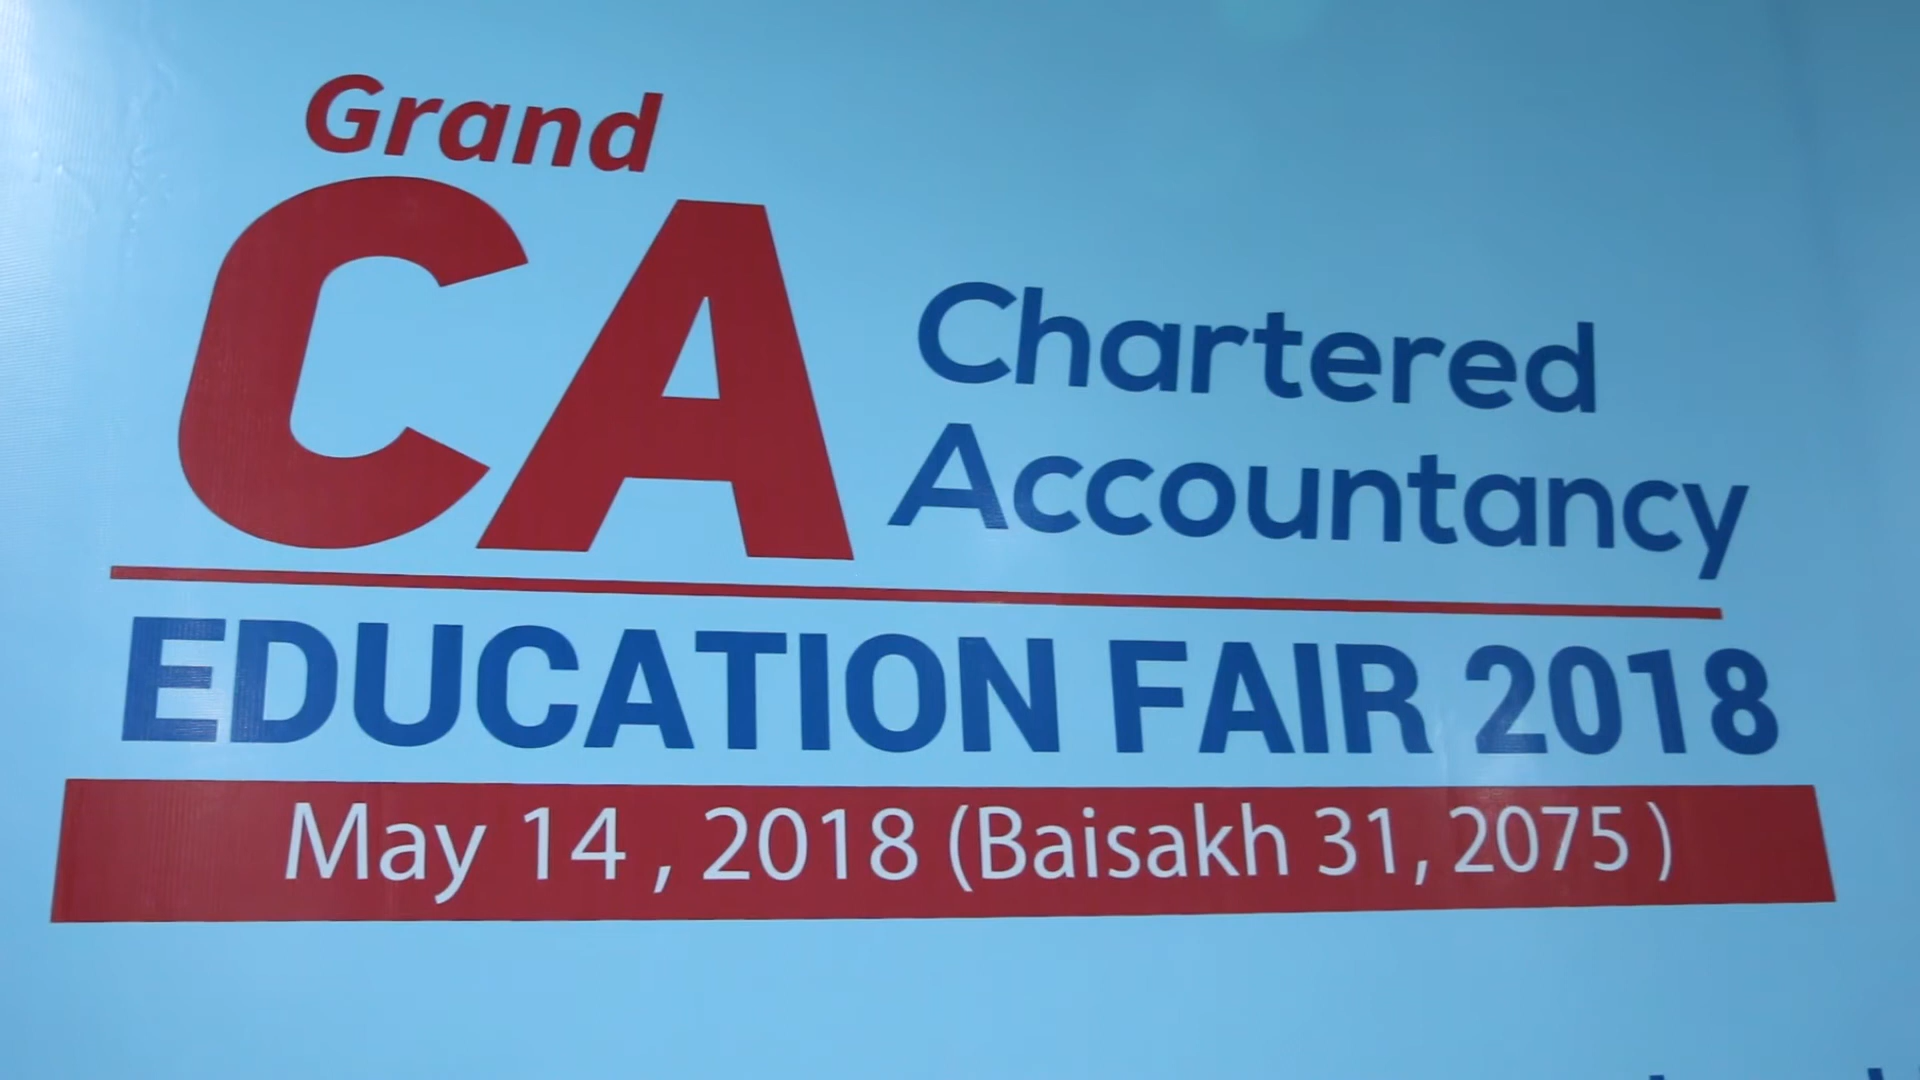 Grand
CA
Chartered
Accountancy
EDUCATION FAIR 2018
May 14 , 2018 (Baisakh 31, 2075 )